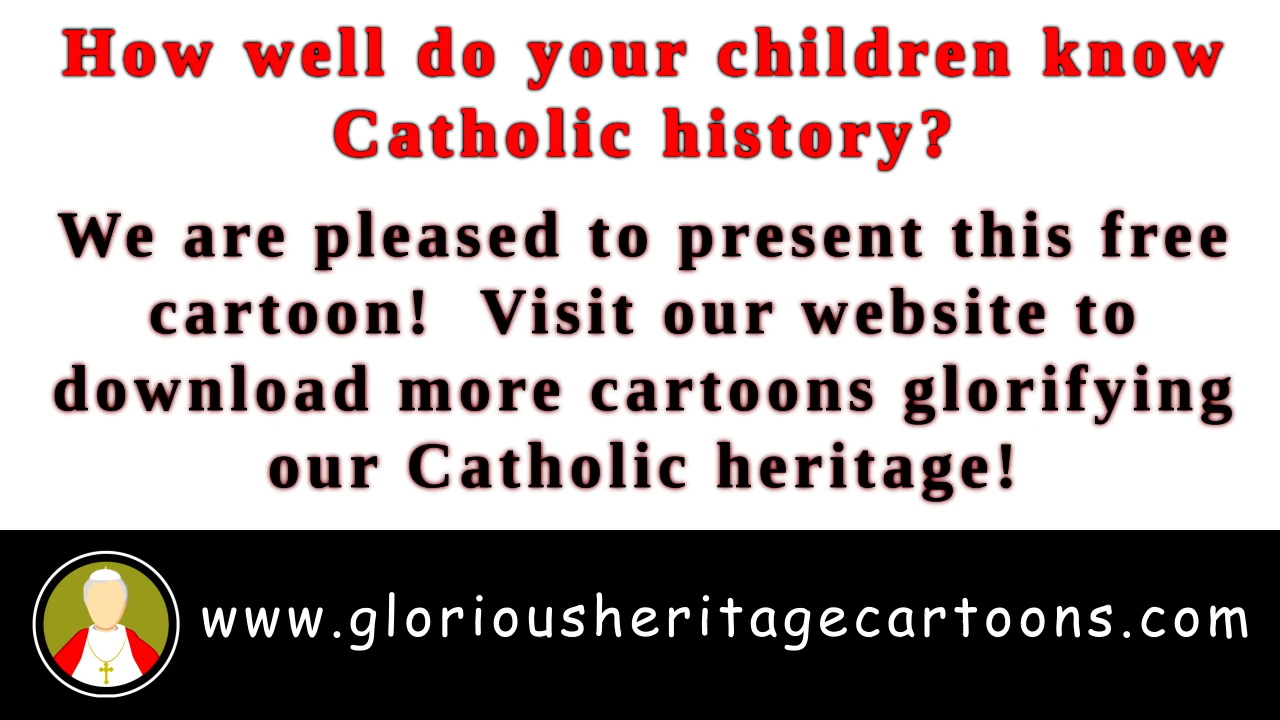 How well do your children know
Catholic history?
We are pleased to present this free
cartoon!  Visit our website to
download more cartoons glorifying
our Catholic heritage!
www.gloriousheritagecartoons.com